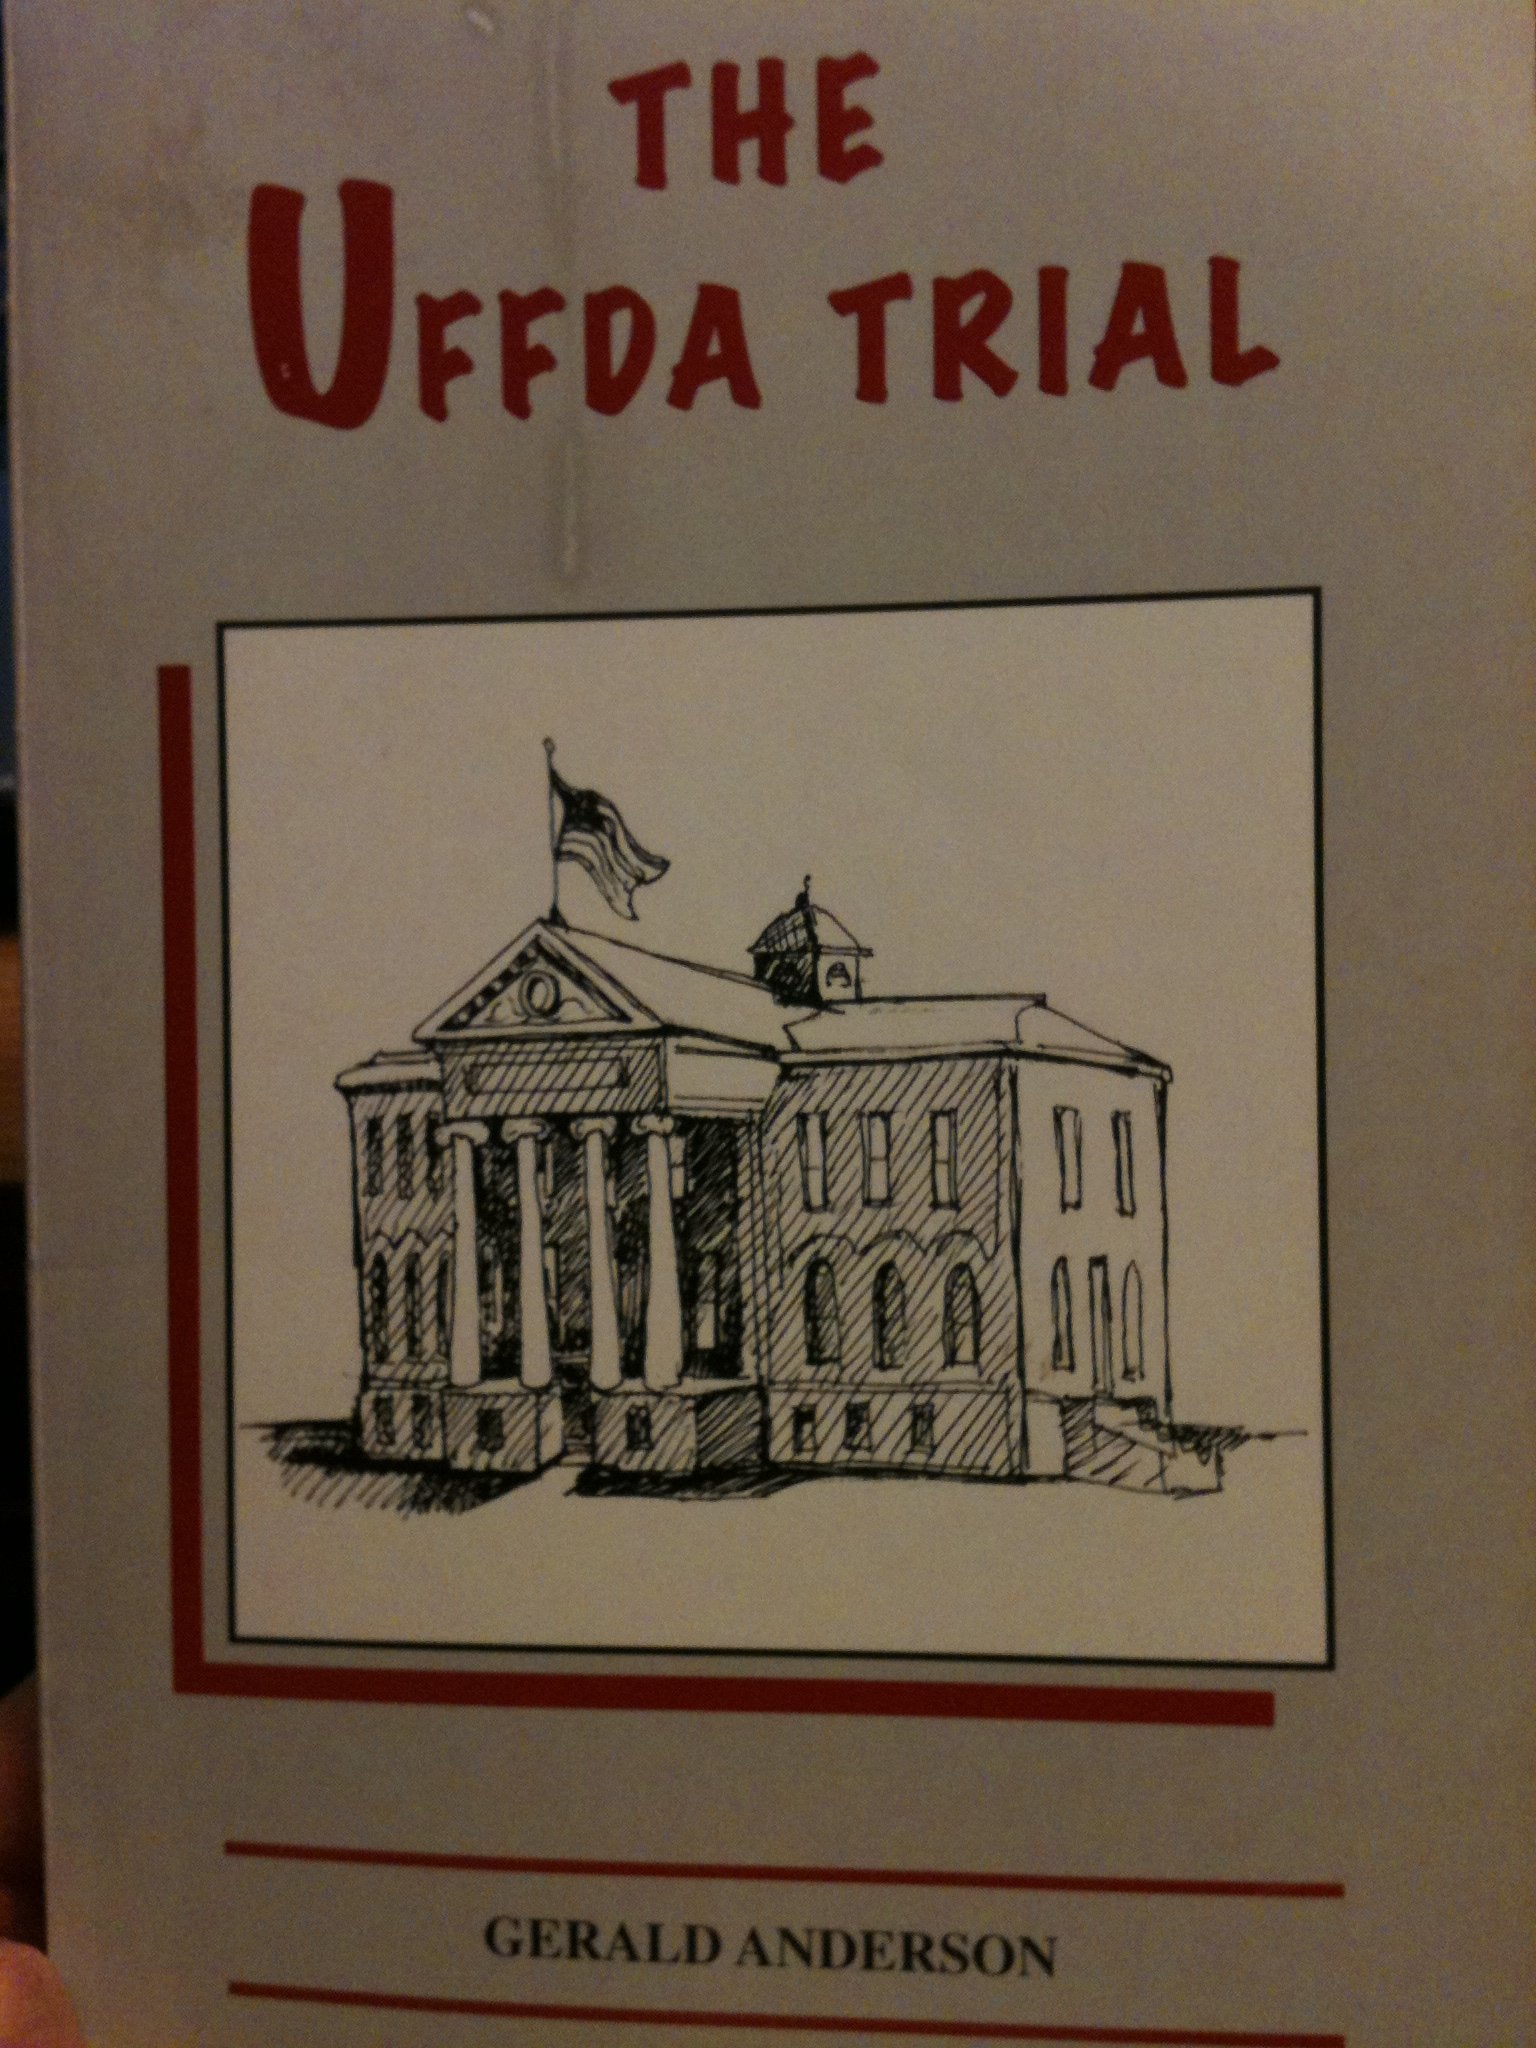 THE
UFFDA TRIAL
GERALD ANDERSON